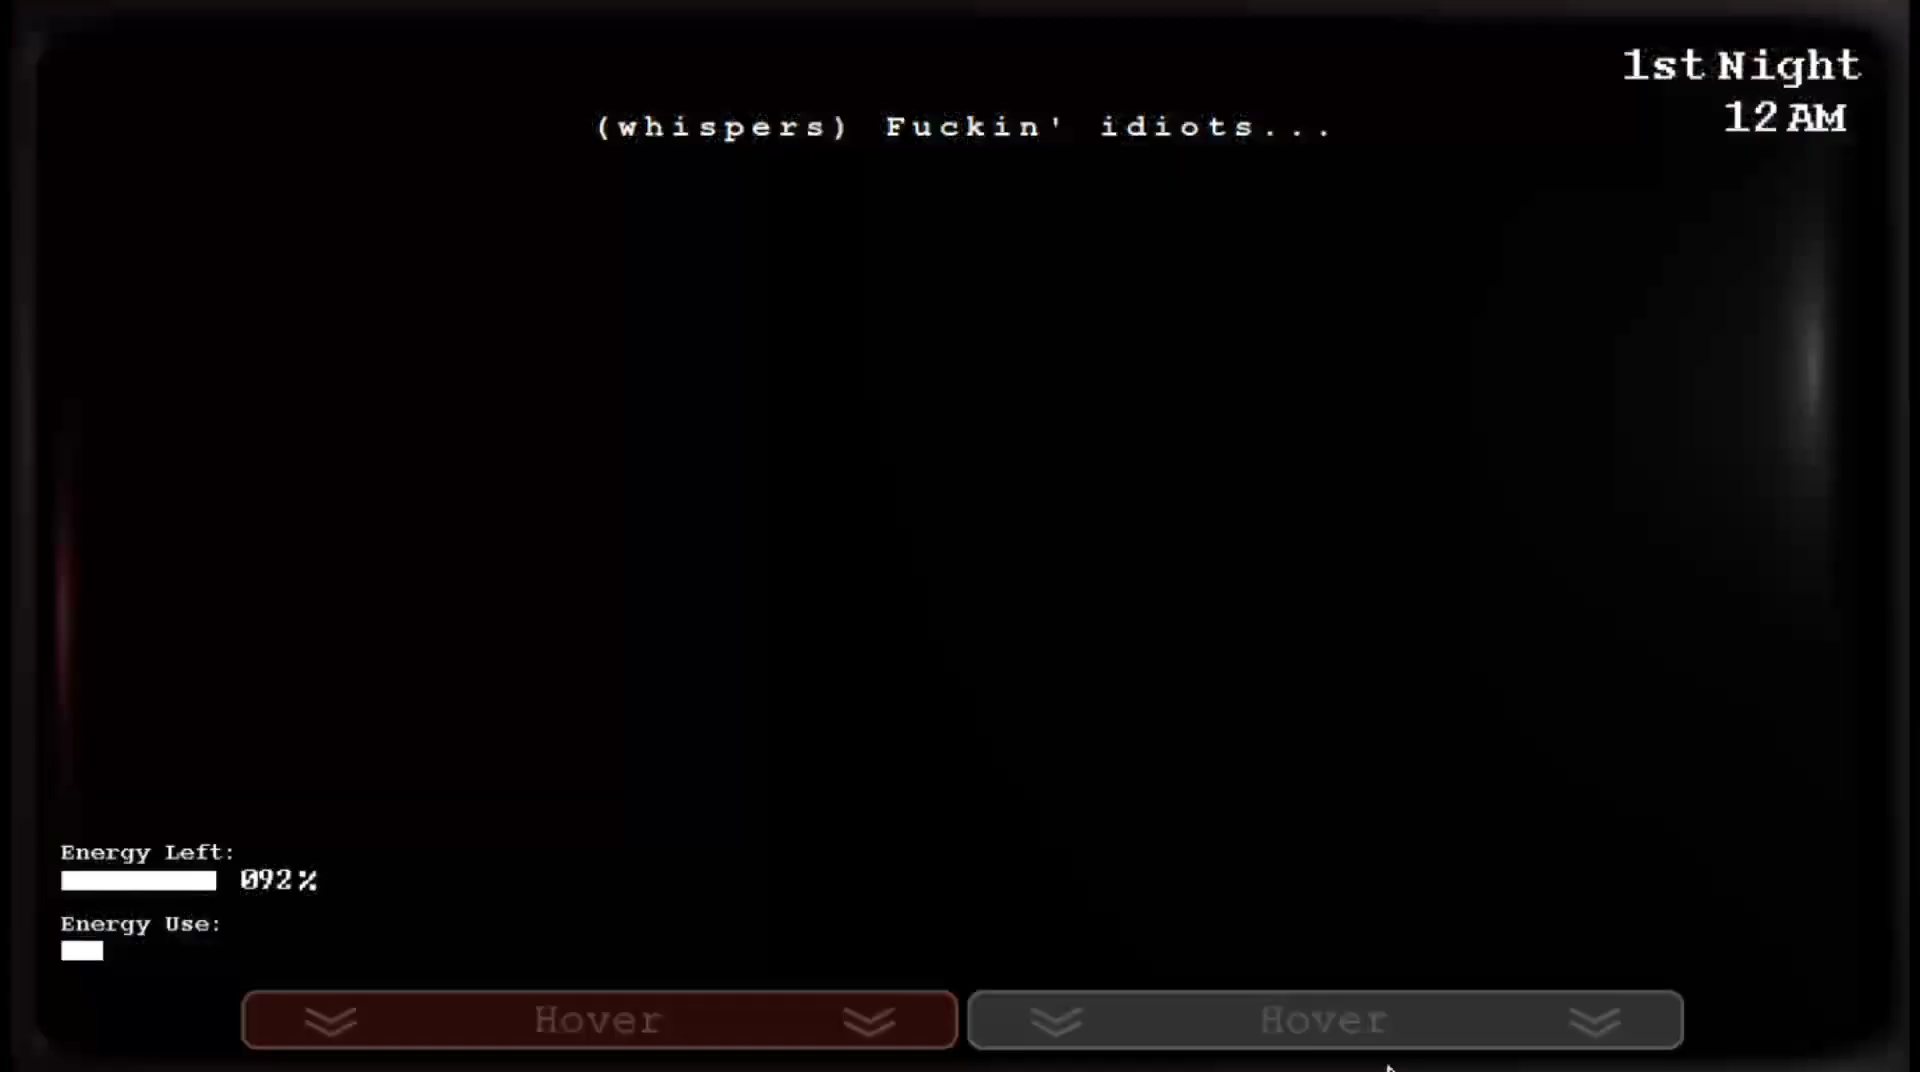 1st Night
12 AM
(whispers) Fuckin' idiots...
Energy Left:
092%
Energy Use:
Hover
Hover